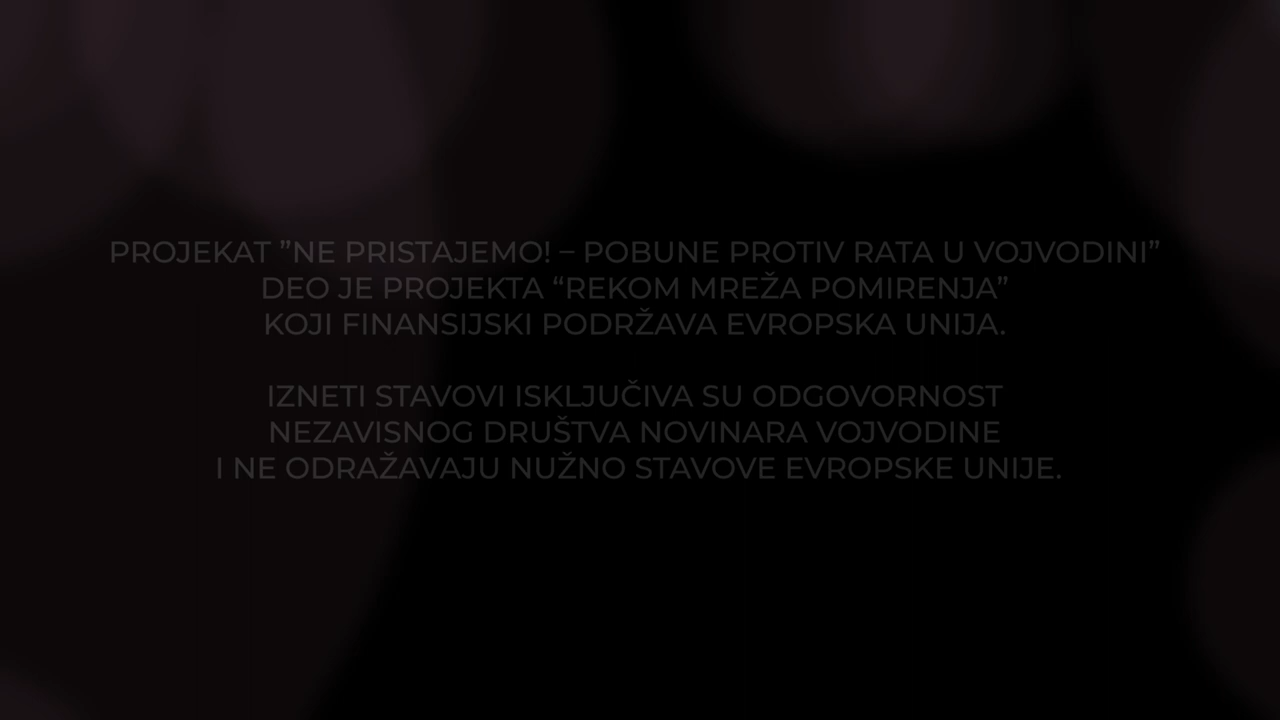 PROJEKAT ”NE PRISTAJEMO! – POBUNE PROTIV RATA U VOJVODINI”
DEO JE PROJEKTA “REKOM MREŽA POMIRENJA”
KOJI FINANSIJSKI PODRŽAVA EVROPSKA UNIJA.
IZNETI STAVOVI ISKLJUČIVA SU ODGOVORNOST
NEZAVISNOG DRUŠTVA NOVINARA VOJVODINE
I NE ODRAŽAVAJU NUŽNO STAVOVE EVROPSKE UNIJE.